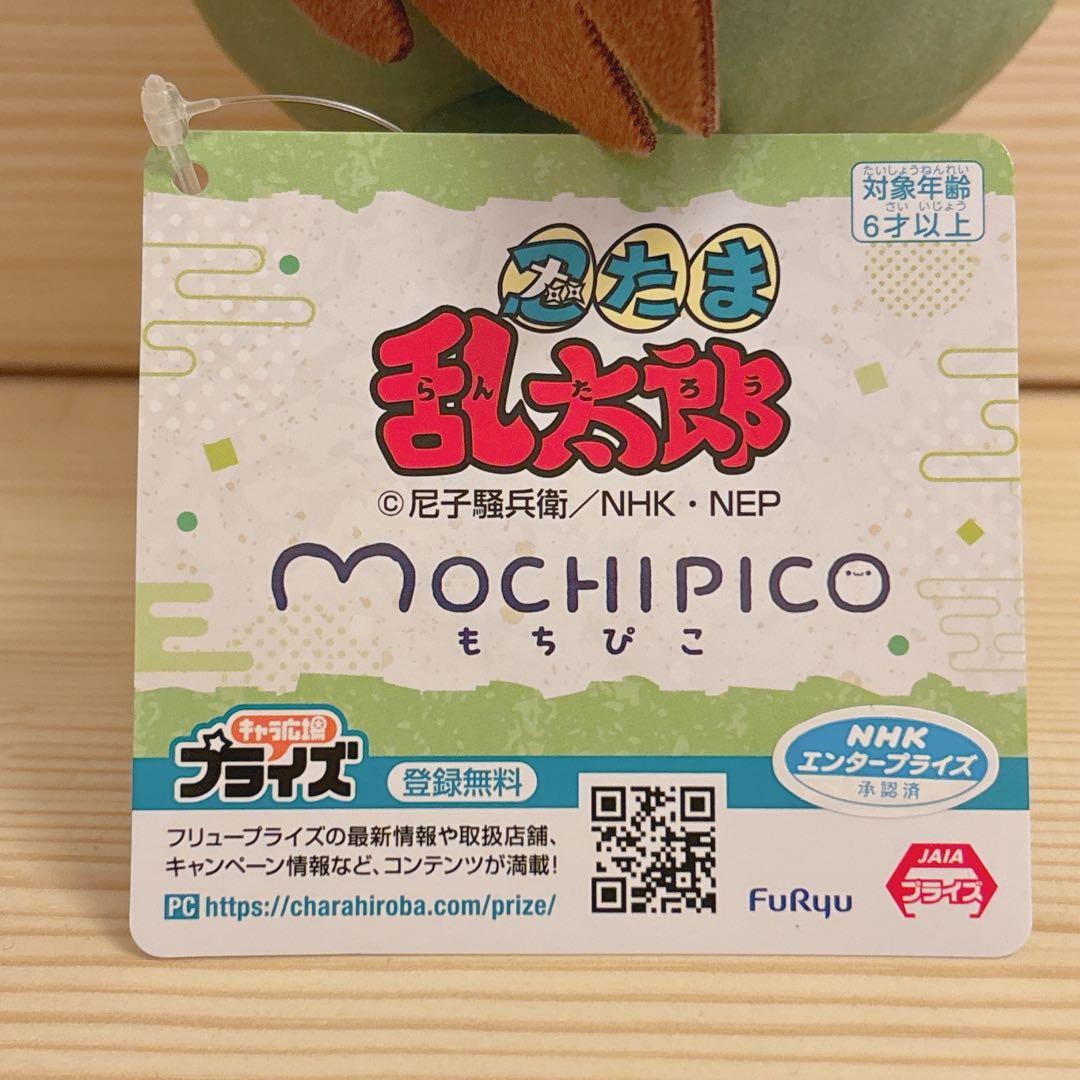 たいしょうねんれい
対象年齢
さい いじょう
6才以上
忍たま
らんたろう
乱太郎
©尼子騒兵衛／NHK・NEP
MOCHIPICO
もちぴこ
キャラ広場
プライズ
登録無料
NHK
エンタープライズ
承認済
フリュープライズの最新情報や取扱店舗、
キャンペーン情報など、コンテンツが満載!
PC https://charahiroba.com/prize/
FuRyu
JAIA
プライズ